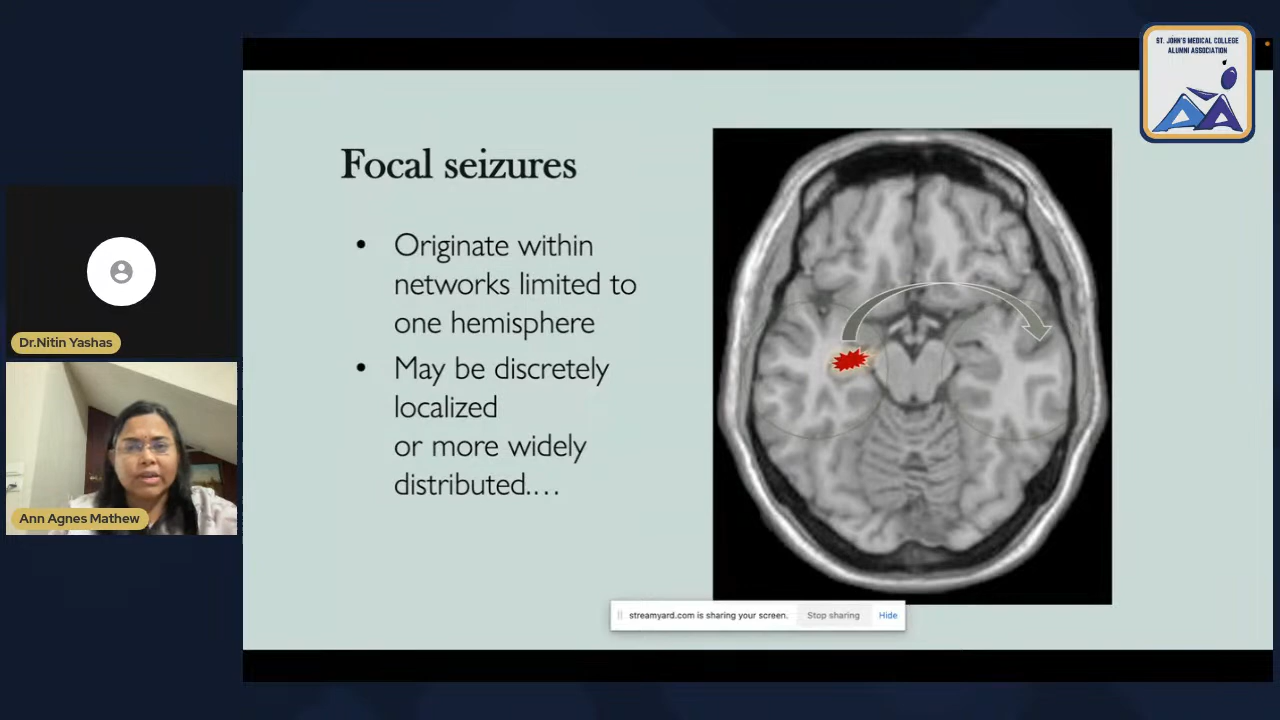 ST. JOHN'S MEDICAL COLLEGE
ALUMNI ASSOCIATION
Focal seizures
• Originate within
networks limited to
one hemisphere
• May be discretely
localized
or more widely
distributed....
Dr.Nitin Yashas
Ann Agnes Mathew
streamyard.com is sharing your screen. Stop sharing Hide